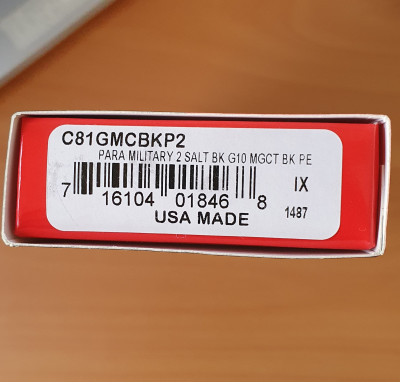 C81GMCBKP2
PARA MILITARY 2 SALT BK G10 MGCT BK PE
7 16104 01846 8
IX
USA MADE
1487